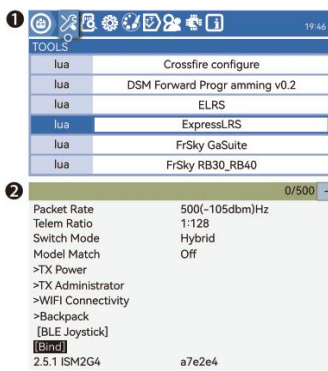 1
19:46
TOOLS
lua Crossfire configure
lua DSM Forward Progr amming v0.2
lua ELRS
lua ExpressLRS
lua FrSky GaSuite
lua FrSky RB30_RB40
2
0/500 -
Packet Rate 500(-105dbm)Hz
Telem Ratio 1:128
Switch Mode Hybrid
Model Match Off
>TX Power
>TX Administrator
>WIFI Connectivity
>Backpack
[BLE Joystick]
[Bind]
2.5.1 ISM2G4 a7e2e4